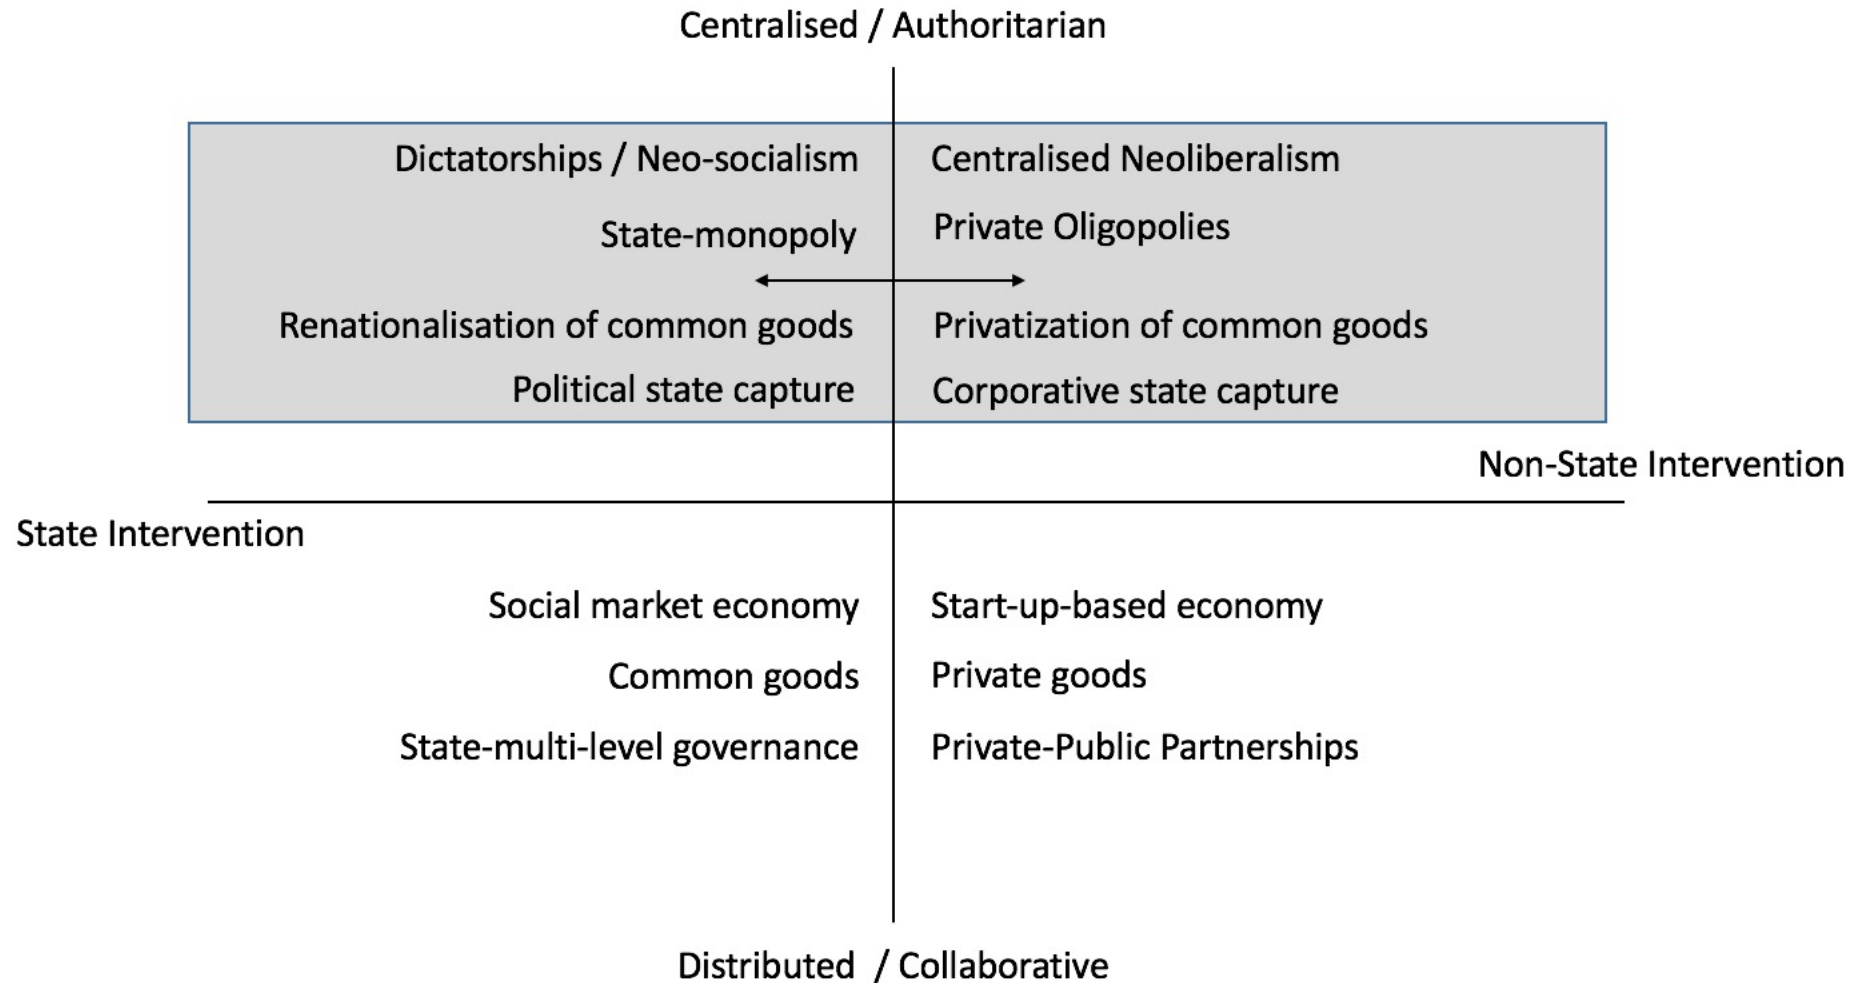 Centralised / Authoritarian
Dictatorships / Neo-socialism
Centralised Neoliberalism
State-monopoly
Private Oligopolies
Renationalisation of common goods
Privatization of common goods
Political state capture
Corporative state capture
Non-State Intervention
State Intervention
Social market economy
Start-up-based economy
Common goods
Private goods
State-multi-level governance
Private-Public Partnerships
Distributed / Collaborative